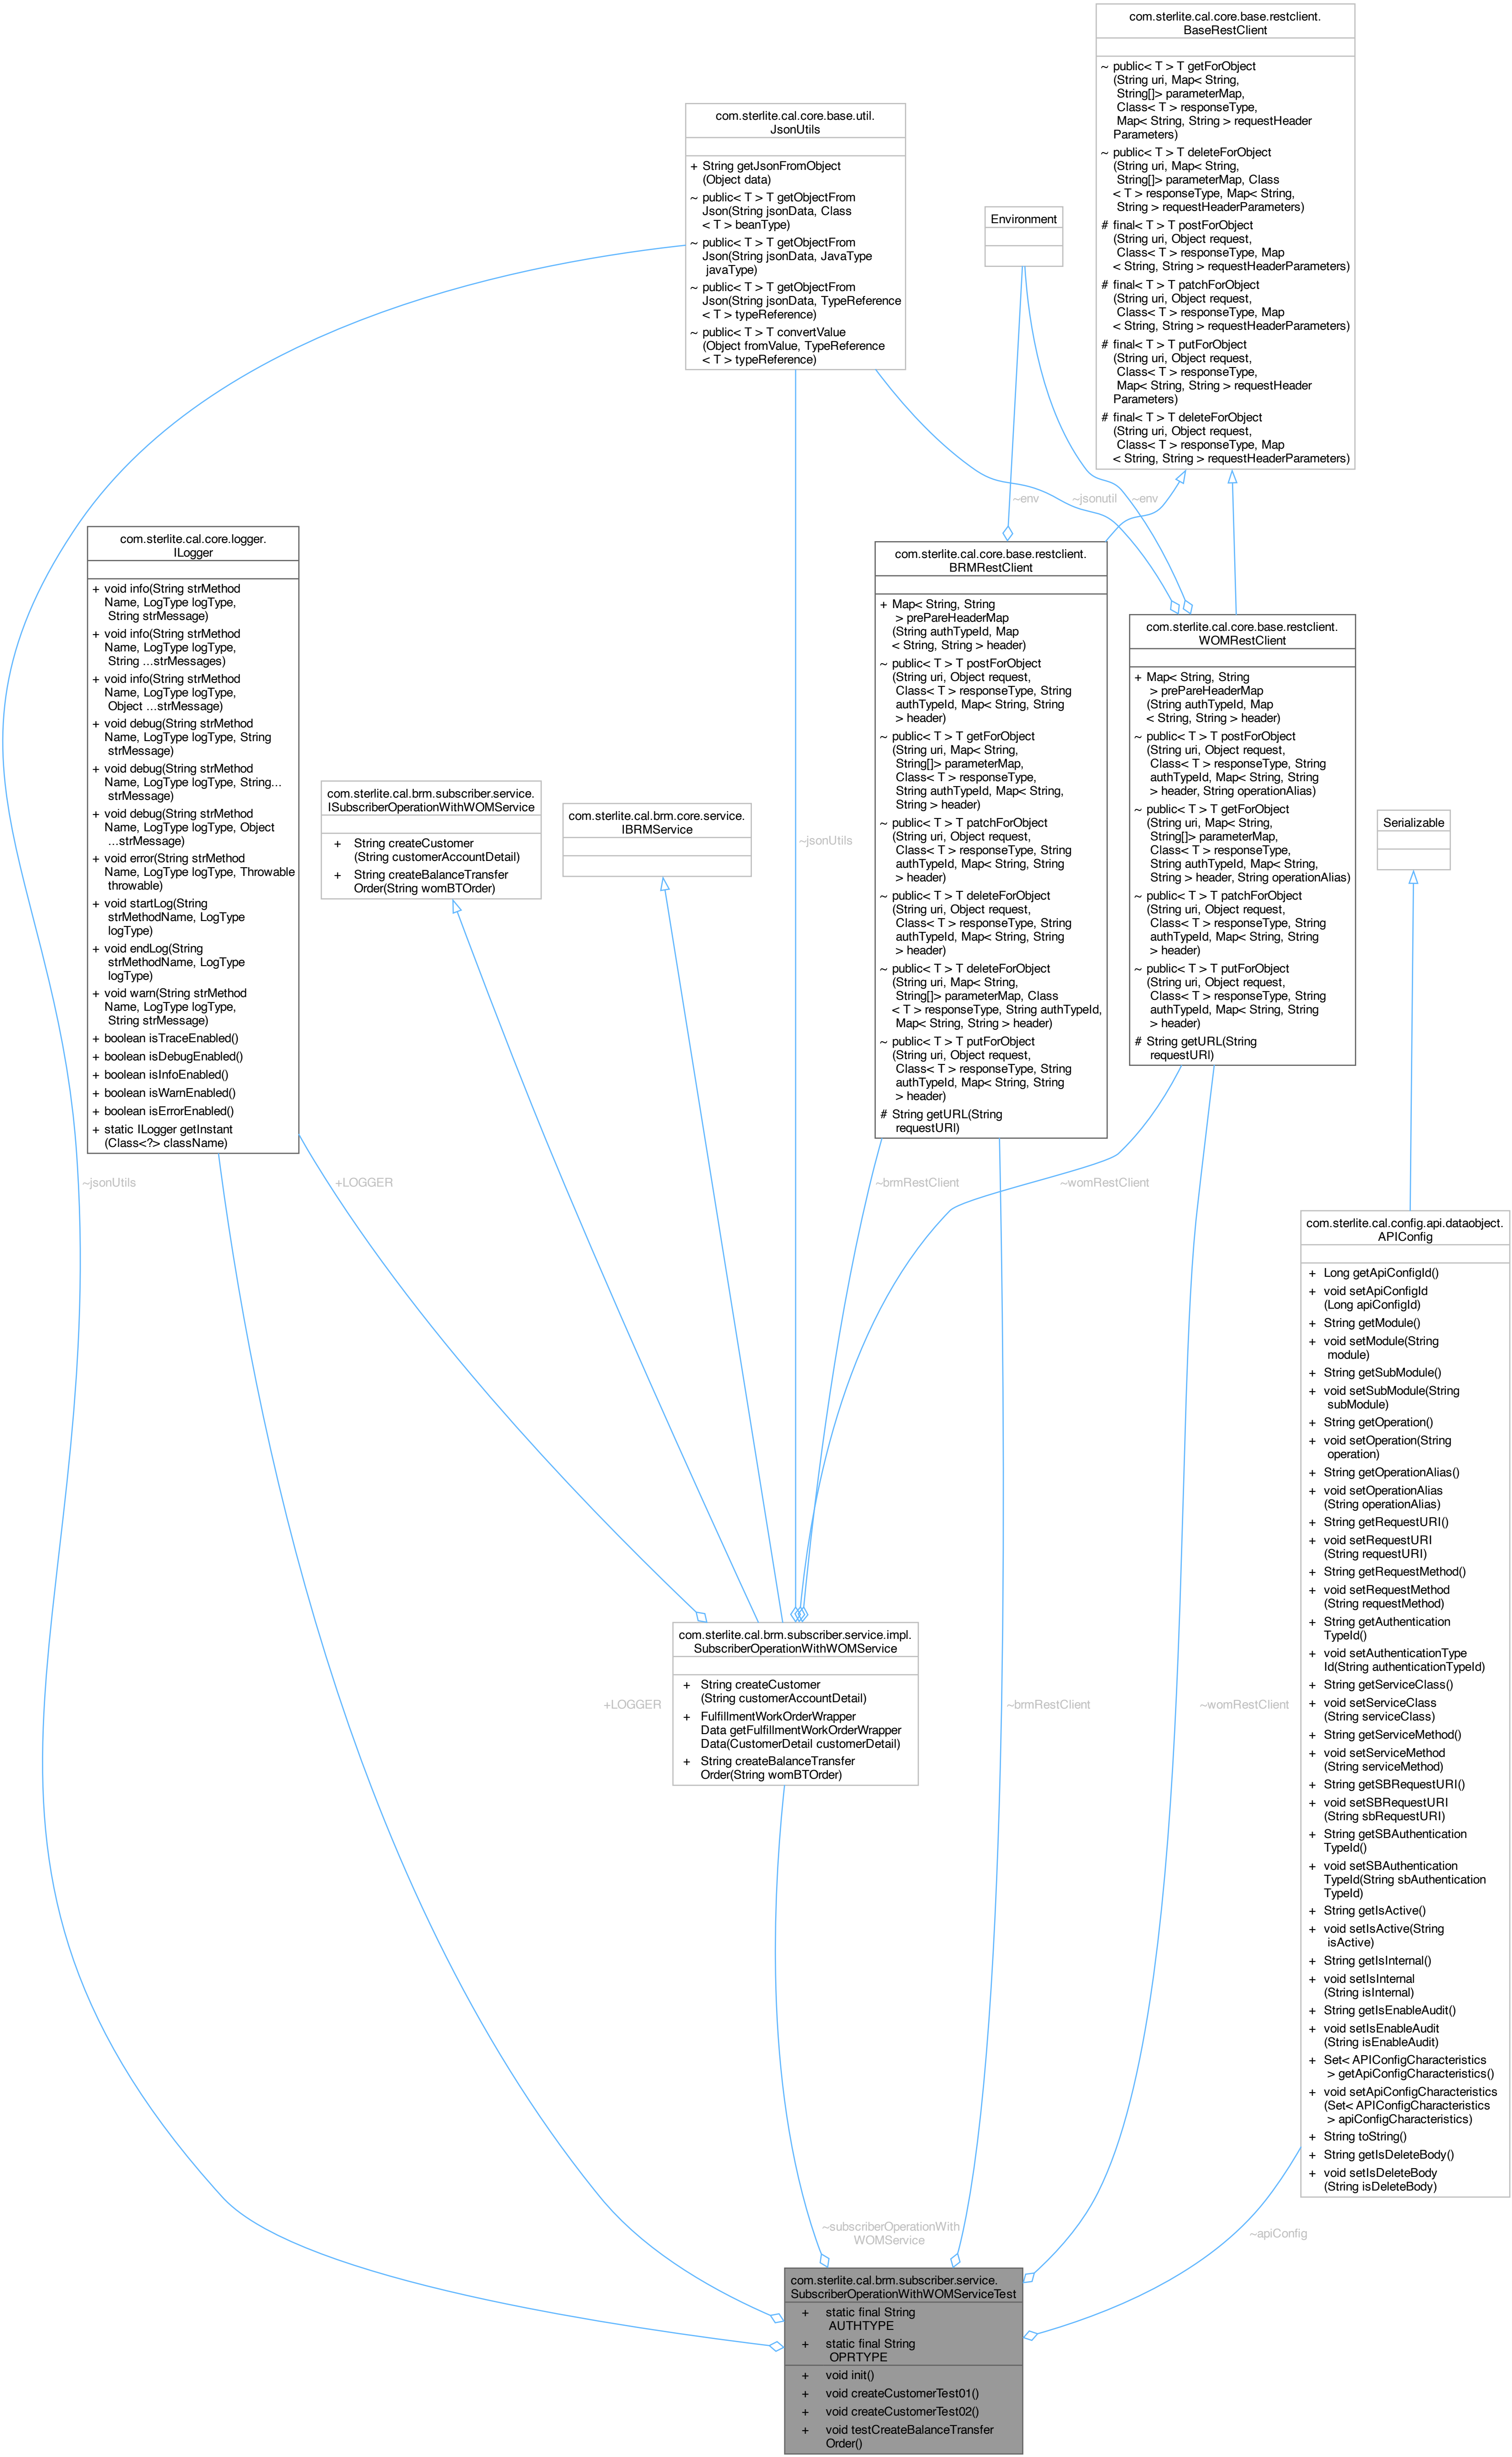 com.sterlite.cal.core.base.restclient.
BaseRestClient
~ public< T > T getForObject
(String uri, Map< String,
String[]> parameterMap,
Class< T > responseType,
Map< String, String > requestHeader
Parameters)
~ public< T > T deleteForObject
(String uri, Map< String,
String[]> parameterMap, Class
< T > responseType, Map< String,
String > requestHeaderParameters)
# final< T > T postForObject
(String uri, Object request,
Class< T > responseType, Map
< String, String > requestHeaderParameters)
# final< T > T patchForObject
(String uri, Object request,
Class< T > responseType, Map
< String, String > requestHeaderParameters)
# final< T > T putForObject
(String uri, Object request,
Class< T > responseType,
Map< String, String > requestHeader
Parameters)
# final< T > T deleteForObject
(String uri, Object request,
Class< T > responseType, Map
< String, String > requestHeaderParameters)
com.sterlite.cal.core.base.util.
JsonUtils
+ String getJsonFromObject
(Object data)
~ public< T > T getObjectFrom
Json(String jsonData, Class
< T > beanType)
~ public< T > T getObjectFrom
Json(String jsonData, JavaType
javaType)
~ public< T > T getObjectFrom
Json(String jsonData, TypeReference
< T > typeReference)
~ public< T > T convertValue
(Object fromValue, TypeReference
< T > typeReference)
Environment
~env
~jsonutil
~env
com.sterlite.cal.core.logger.
ILogger
+ void info(String strMethod
Name, LogType logType,
String strMessage)
+ void info(String strMethod
Name, LogType logType,
String ...strMessages)
+ void info(String strMethod
Name, LogType logType,
Object ...strMessage)
+ void debug(String strMethod
Name, LogType logType, String
strMessage)
+ void debug(String strMethod
Name, LogType logType, String...
strMessage)
+ void debug(String strMethod
Name, LogType logType, Object
...strMessage)
+ void error(String strMethod
Name, LogType logType, Throwable
throwable)
+ void startLog(String
strMethodName, LogType
logType)
+ void endLog(String
strMethodName, LogType
logType)
+ void warn(String strMethod
Name, LogType logType,
String strMessage)
+ boolean isTraceEnabled()
+ boolean isDebugEnabled()
+ boolean isInfoEnabled()
+ boolean isWarnEnabled()
+ boolean isErrorEnabled()
+ static ILogger getInstant
(Class<?> className)
com.sterlite.cal.brm.subscriber.service.
ISubscriberOperationWithWOMService
+ String createCustomer
(String customerAccountDetail)
+ String createBalanceTransfer
Order(String womBTOrder)
com.sterlite.cal.brm.core.service.
IBRMService
~jsonUtils
com.sterlite.cal.core.base.restclient.
BRMRestClient
+ Map< String, String
> prePareHeaderMap
(String authTypeId, Map
< String, String > header)
~ public< T > T postForObject
(String uri, Object request,
Class< T > responseType, String
authTypeId, Map< String, String
> header)
~ public< T > T getForObject
(String uri, Map< String,
String[]> parameterMap,
Class< T > responseType,
String authTypeId, Map< String,
String > header)
~ public< T > T patchForObject
(String uri, Object request,
Class< T > responseType, String
authTypeId, Map< String, String
> header)
~ public< T > T deleteForObject
(String uri, Object request,
Class< T > responseType, String
authTypeId, Map< String, String
> header)
~ public< T > T deleteForObject
(String uri, Map< String,
String[]> parameterMap, Class
< T > responseType, String authTypeId,
Map< String, String > header)
~ public< T > T putForObject
(String uri, Object request,
Class< T > responseType, String
authTypeId, Map< String, String
> header)
# String getURL(String
requestURI)
com.sterlite.cal.core.base.restclient.
WOMRestClient
+ Map< String, String
> prePareHeaderMap
(String authTypeId, Map
< String, String > header)
~ public< T > T postForObject
(String uri, Object request,
Class< T > responseType, String
authTypeId, Map< String, String
> header, String operationAlias)
~ public< T > T getForObject
(String uri, Map< String,
String[]> parameterMap,
Class< T > responseType,
String authTypeId, Map< String,
String > header, String operationAlias)
~ public< T > T patchForObject
(String uri, Object request,
Class< T > responseType, String
authTypeId, Map< String, String
> header)
~ public< T > T putForObject
(String uri, Object request,
Class< T > responseType, String
authTypeId, Map< String, String
> header)
# String getURL(String
requestURI)
Serializable
~jsonUtils
+LOGGER
~brmRestClient
~womRestClient
com.sterlite.cal.config.api.dataobject.
APIConfig
+ Long getApiConfigId()
+ void setApiConfigId
(Long apiConfigId)
+ String getModule()
+ void setModule(String
module)
+ String getSubModule()
+ void setSubModule(String
subModule)
+ String getOperation()
+ void setOperation(String
operation)
+ String getOperationAlias()
+ void setOperationAlias
(String operationAlias)
+ String getRequestURI()
+ void setRequestURI
(String requestURI)
+ String getRequestMethod()
+ void setRequestMethod
(String requestMethod)
+ String getAuthentication
TypeId()
+ void setAuthenticationType
Id(String authenticationTypeId)
+ String getServiceClass()
+ void setServiceClass
(String serviceClass)
+ String getServiceMethod()
+ void setServiceMethod
(String serviceMethod)
+ String getSBRequestURI()
+ void setSBRequestURI
(String sbRequestURI)
+ String getSBAuthentication
TypeId()
+ void setSBAuthentication
TypeId(String sbAuthentication
TypeId)
+ String getIsActive()
+ void setIsActive(String
isActive)
+ String getIsInternal()
+ void setIsInternal
(String isInternal)
+ String getIsEnableAudit()
+ void setIsEnableAudit
(String isEnableAudit)
+ Set< APIConfigCharacteristics
> getApiConfigCharacteristics()
+ void setApiConfigCharacteristics
(Set< APIConfigCharacteristics
> apiConfigCharacteristics)
+ String toString()
+ String getIsDeleteBody()
+ void setIsDeleteBody
(String isDeleteBody)
com.sterlite.cal.brm.subscriber.service.impl.
SubscriberOperationWithWOMService
+ String createCustomer
(String customerAccountDetail)
+ FulfillmentWorkOrderWrapper
Data getFulfillmentWorkOrderWrapper
Data(CustomerDetail customerDetail)
+ String createBalanceTransfer
Order(String womBTOrder)
+LOGGER
~brmRestClient
~womRestClient
~subscriberOperationWith
WOMService
~apiConfig
com.sterlite.cal.brm.subscriber.service.
SubscriberOperationWithWOMServiceTest
+ static final String
AUTHTYPE
+ static final String
OPRTYPE
+ void init()
+ void createCustomerTest01()
+ void createCustomerTest02()
+ void testCreateBalanceTransfer
Order()